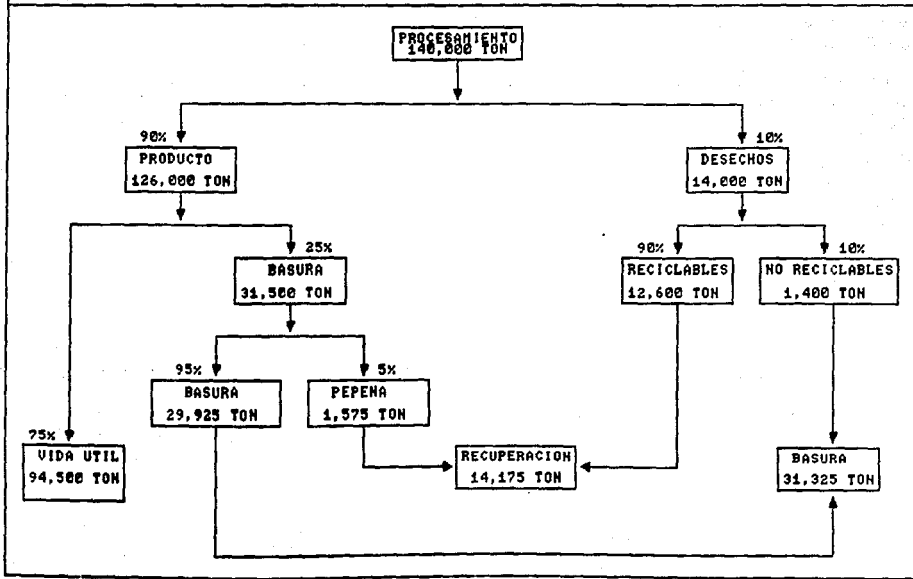 PROCESAMIENTO
140,000 TON
90%
10%
PRODUCTO
126,000 TON
DESECHOS
14,000 TON
25%
90%
10%
BASURA
31,500 TON
RECICLABLES
12,600 TON
NO RECICLABLES
1,400 TON
95%
5%
BASURA
29,925 TON
PEPENA
1,575 TON
75%
VIDA UTIL
94,500 TON
RECUPERACION
14,175 TON
BASURA
31,325 TON